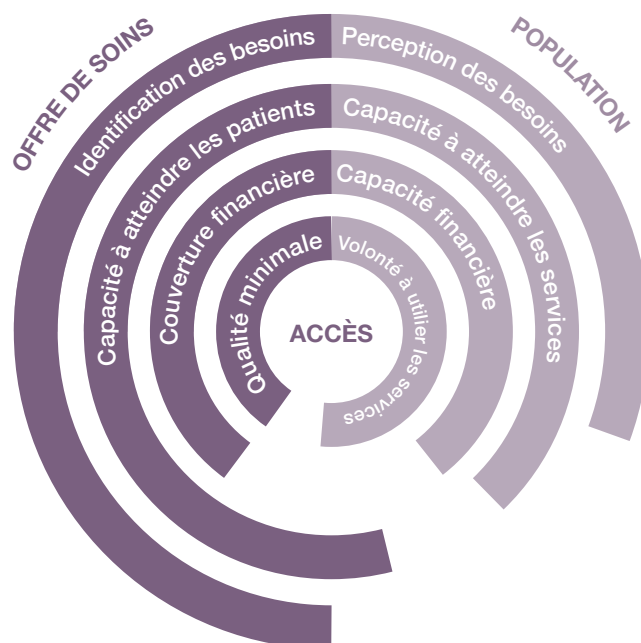 OFFRE DE SOINS
POPULATION
Identification des besoins
Perception des besoins
Capacité à atteindre les patients
Capacité à atteindre les services
Couverture financière
Capacité financière
Qualité minimale
Volonté à utiliser les services
ACCÈS